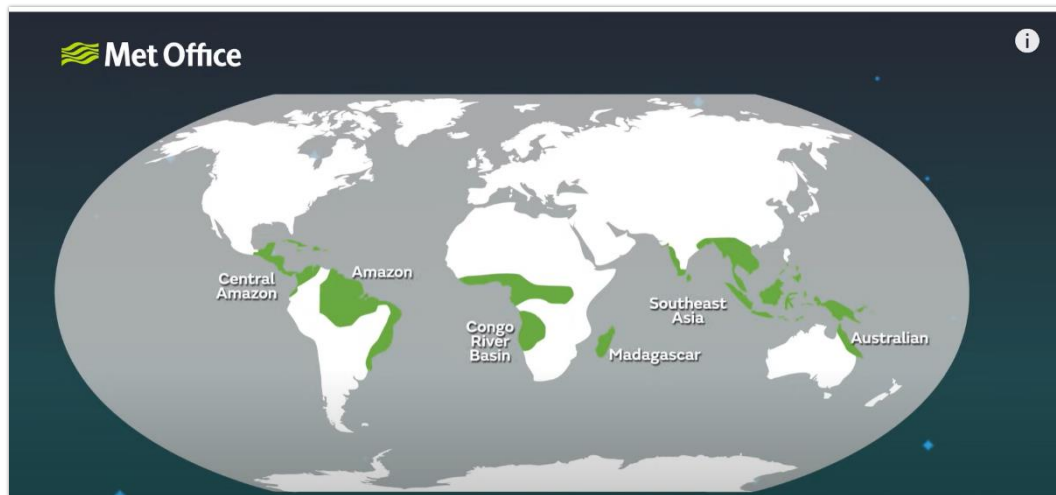 Met Office
i
Central
Amazon
Amazon
Congo
River
Basin
Madagascar
Southeast
Asia
Australian